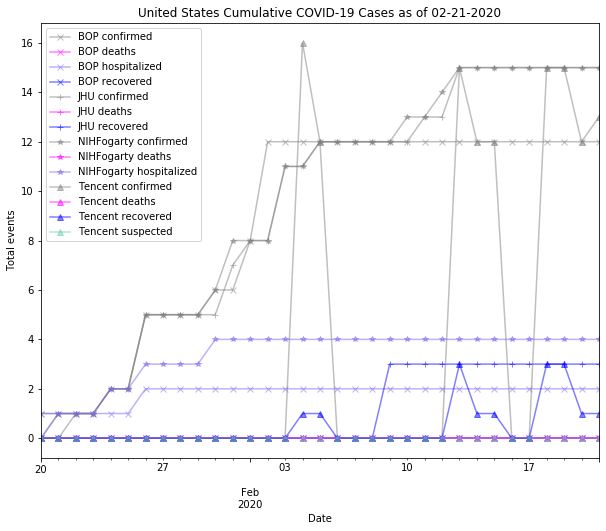 United States Cumulative COVID-19 Cases as of 02-21-2020
16
14
12
10
8
6
4
2
0
Total events
BOP confirmed
BOP deaths
BOP hospitalized
BOP recovered
JHU confirmed
JHU deaths
JHU recovered
NIHFogarty confirmed
NIHFogarty deaths
NIHFogarty hospitalized
Tencent confirmed
Tencent deaths
Tencent recovered
Tencent suspected
20 27 03 10 17
Feb
2020
Date